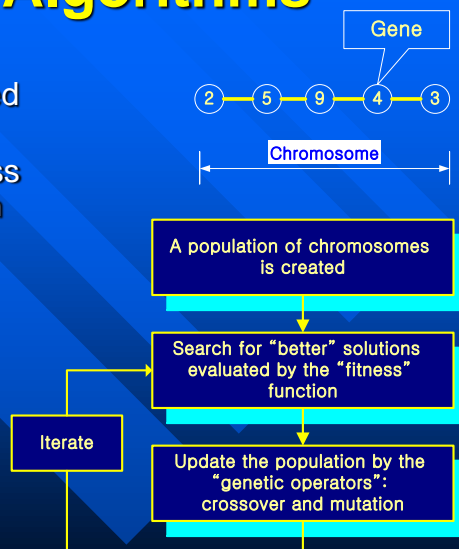 Algorithms
Gene
2 5 9 4 3
Chromosome
A population of chromosomes
is created
Search for “better” solutions
evaluated by the “fitness”
function
Iterate
Update the population by the
“genetic operators”:
crossover and mutation